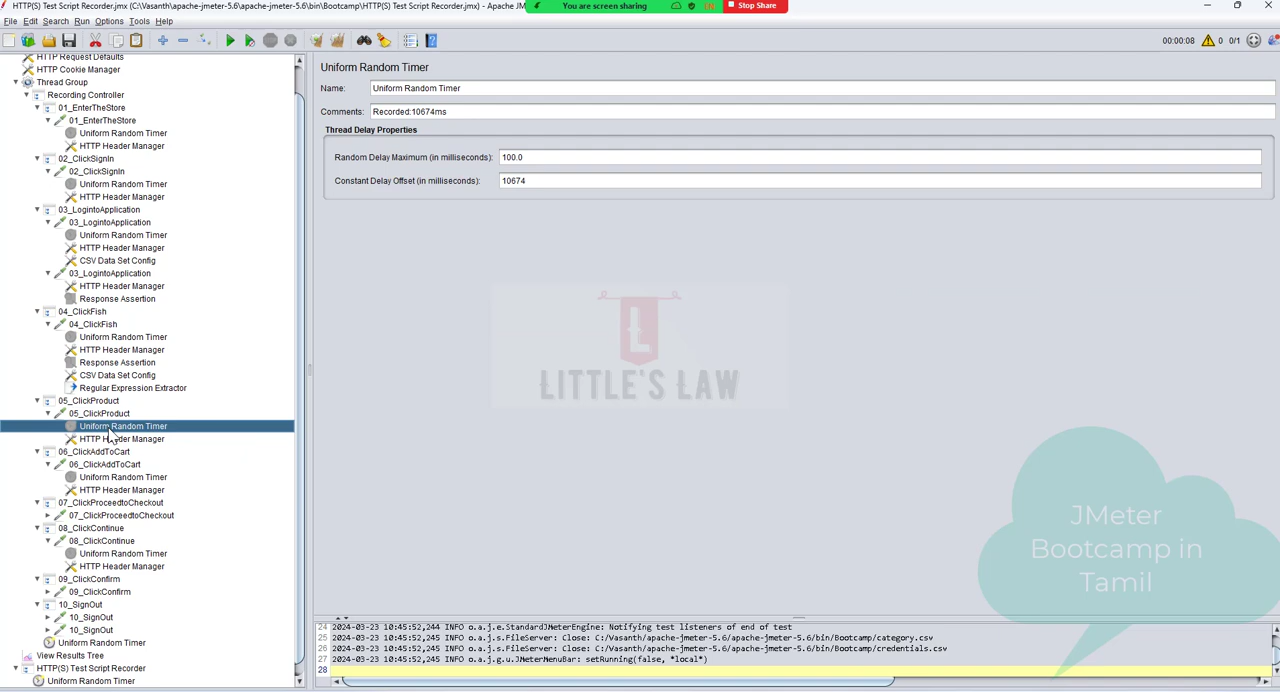 HTTP(S) Test Script Recorder.jmx (C:\Vasanth\apache-jmeter-5.6\apache-jmeter-5.6\bin\Bootcamp\HTTP(S) Test Script Recorder.jmx) - Apache JM
You are screen sharing
EN
Stop Share
File Edit Search Run Options Tools Help
00:00:08 0 0/1
HTTP Request Defaults
HTTP Cookie Manager
Thread Group
Recording Controller
01_EnterTheStore
01_EnterTheStore
Uniform Random Timer
HTTP Header Manager
02_ClickSignIn
02_ClickSignIn
Uniform Random Timer
HTTP Header Manager
03_LogintoApplication
03_LogintoApplication
Uniform Random Timer
HTTP Header Manager
CSV Data Set Config
03_LogintoApplication
HTTP Header Manager
Response Assertion
04_ClickFish
04_ClickFish
Uniform Random Timer
HTTP Header Manager
Response Assertion
CSV Data Set Config
Regular Expression Extractor
05_ClickProduct
05_ClickProduct
Uniform Random Timer
HTTP Header Manager
06_ClickAddToCart
06_ClickAddToCart
Uniform Random Timer
HTTP Header Manager
07_ClickProceedtoCheckout
07_ClickProceedtoCheckout
08_ClickContinue
08_ClickContinue
Uniform Random Timer
HTTP Header Manager
09_ClickConfirm
09_ClickConfirm
10_SignOut
10_SignOut
10_SignOut
Uniform Random Timer
View Results Tree
HTTP(S) Test Script Recorder
Uniform Random Timer
Uniform Random Timer
Name: Uniform Random Timer
Comments: Recorded:10674ms
Thread Delay Properties
Random Delay Maximum (in milliseconds): 100.0
Constant Delay Offset (in milliseconds): 10674
L
LITTLE'S LAW
JMeter
Bootcamp in
Tamil
24 2024-03-23 10:45:52,244 INFO o.a.j.e.StandardJMeterEngine: Notifying test listeners of end of test
25 2024-03-23 10:45:52,245 INFO o.a.j.s.FileServer: Close: C:/Vasanth/apache-jmeter-5.6/apache-jmeter-5.6/bin/Bootcamp/category.csv
26 2024-03-23 10:45:52,245 INFO o.a.j.s.FileServer: Close: C:/Vasanth/apache-jmeter-5.6/apache-jmeter-5.6/bin/Bootcamp/credentials.csv
27 2024-03-23 10:45:52,245 INFO o.a.j.g.u.JMeterMenuBar: setRunning(false, *local*)
28